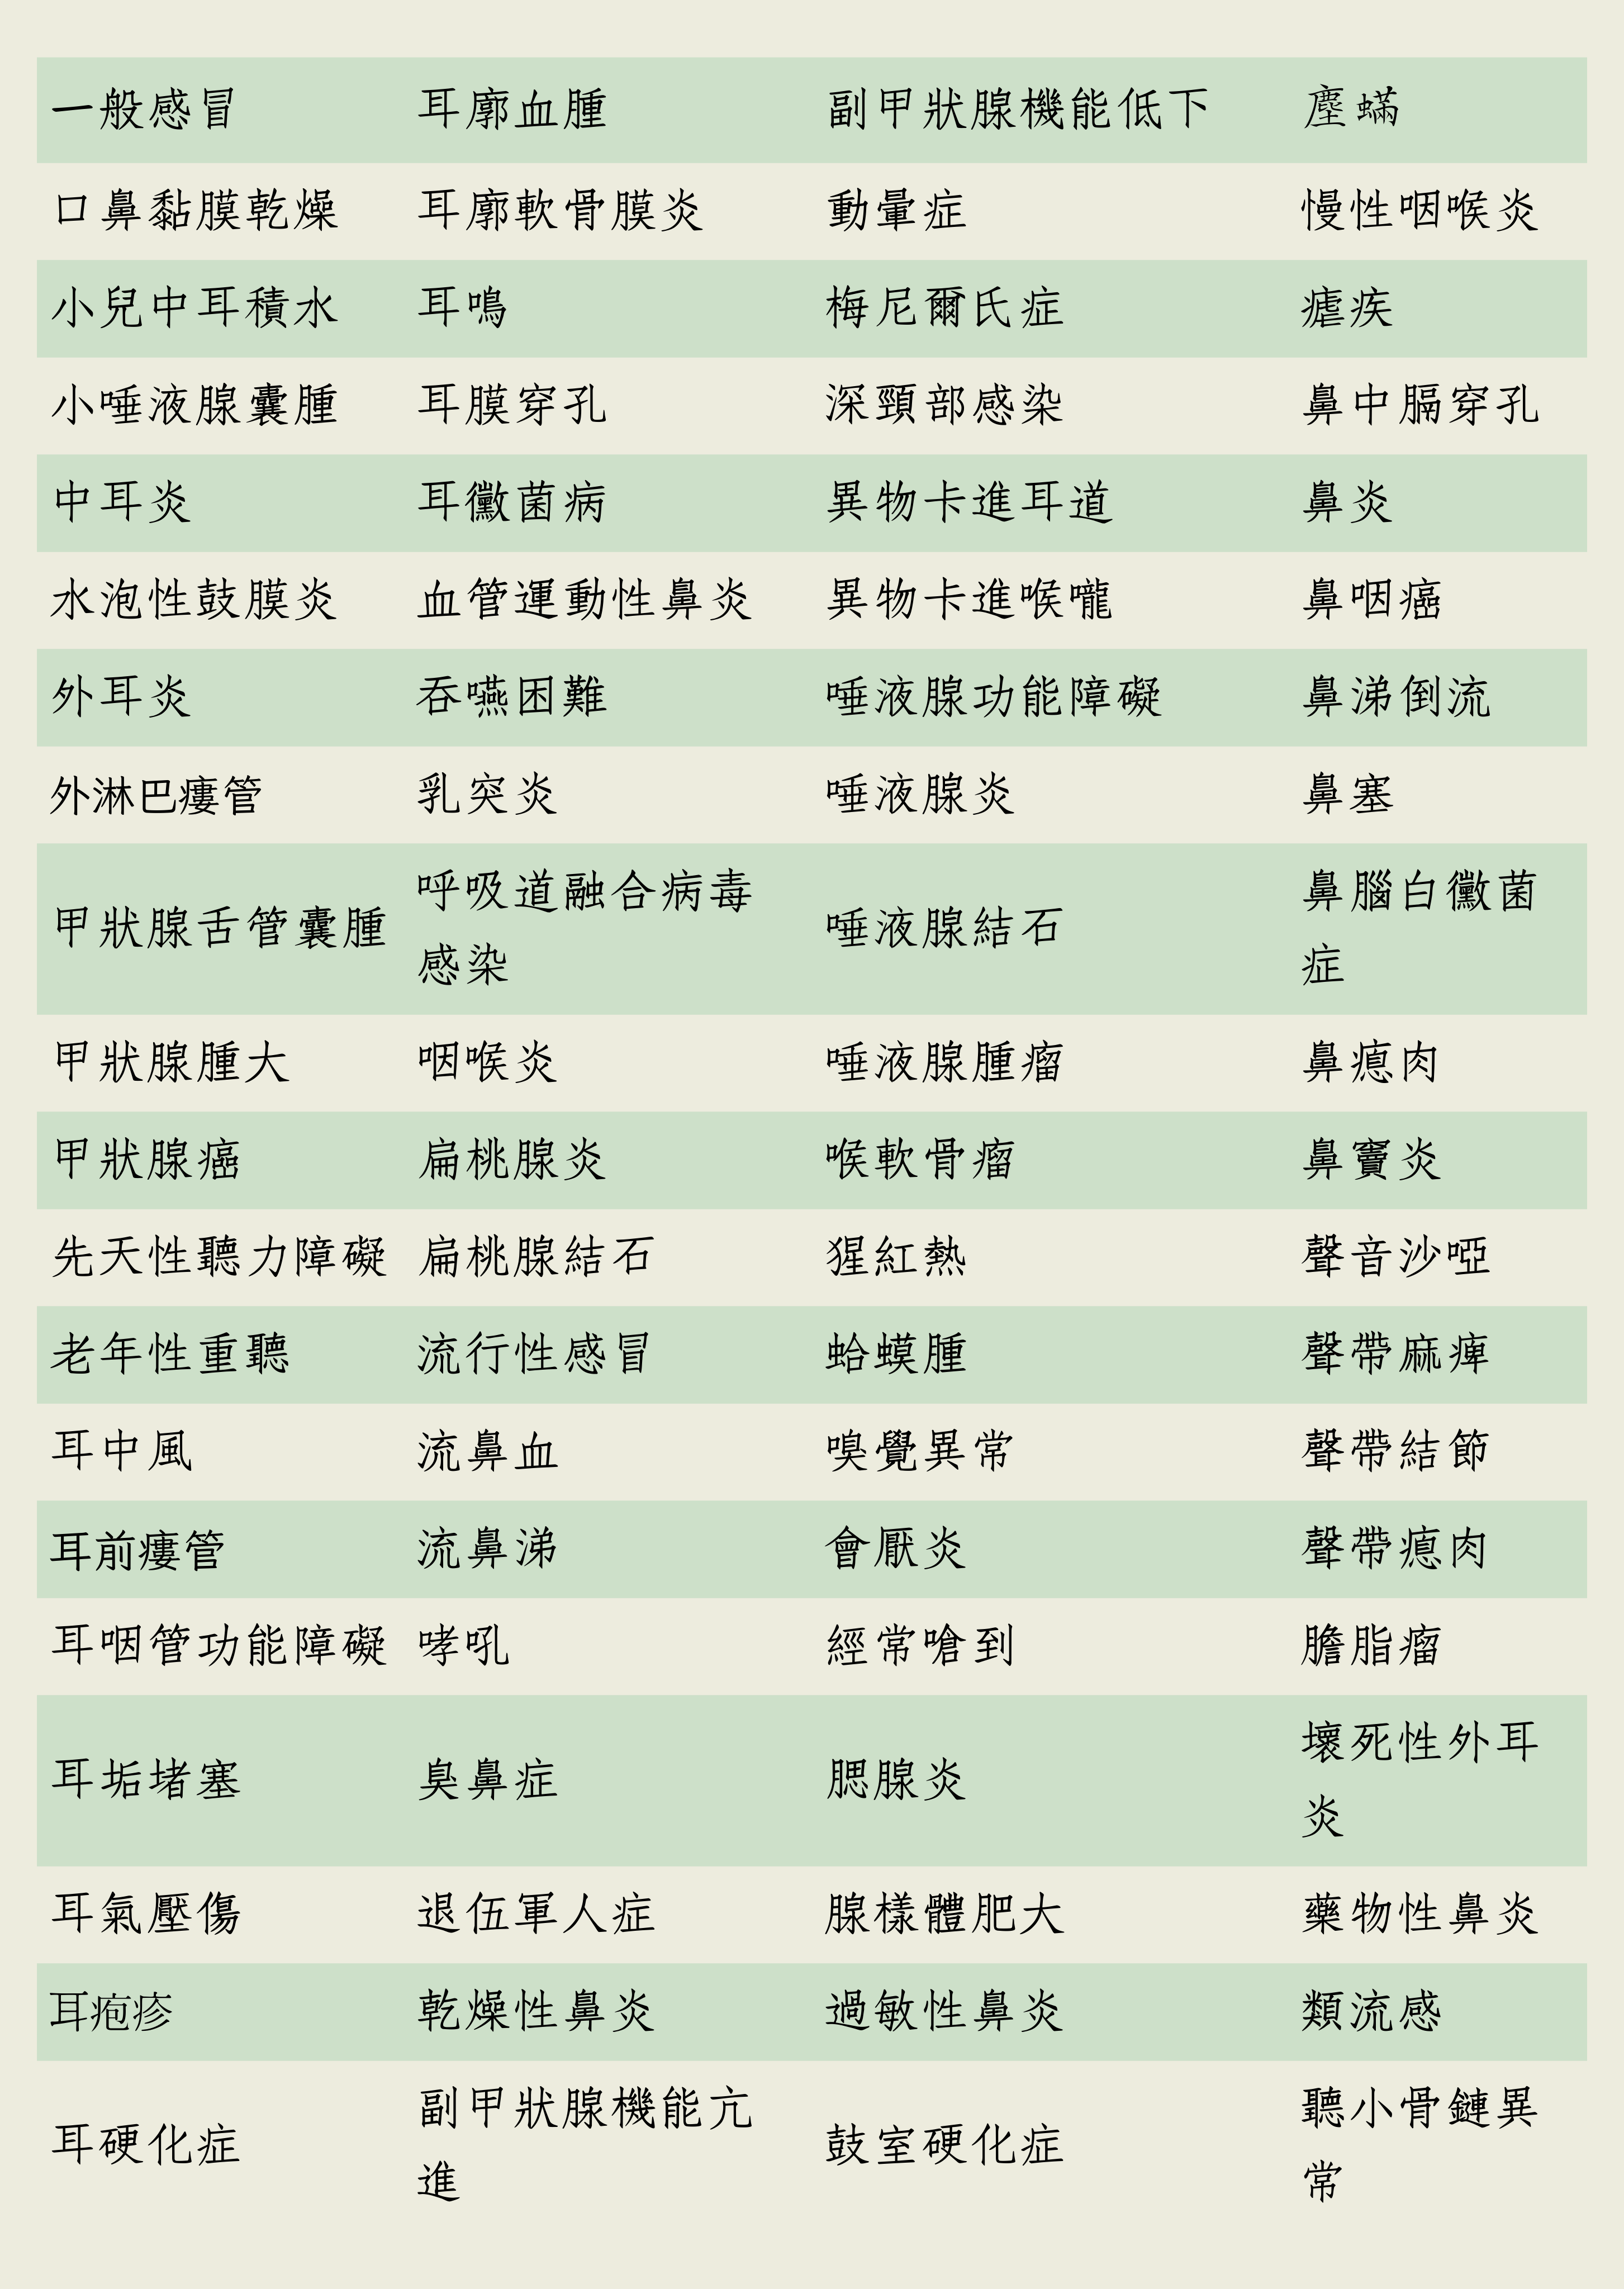 一般感冒 耳廓血腫 副甲狀腺機能低下 塵蟎
口鼻黏膜乾燥 耳廓軟骨膜炎 動暈症 慢性咽喉炎
小兒中耳積水 耳鳴 梅尼爾氏症 瘧疾
小唾液腺囊腫 耳膜穿孔 深頸部感染 鼻中膈穿孔
中耳炎 耳黴菌病 異物卡進耳道 鼻炎
水泡性鼓膜炎 血管運動性鼻炎 異物卡進喉嚨 鼻咽癌
外耳炎 吞嚥困難 唾液腺功能障礙 鼻涕倒流
外淋巴瘻管 乳突炎 唾液腺炎 鼻塞
甲狀腺舌管囊腫 呼吸道融合病毒感染 唾液腺結石 鼻腦白黴菌症
甲狀腺腫大 咽喉炎 唾液腺腫瘤 鼻瘜肉
甲狀腺癌 扁桃腺炎 喉軟骨瘤 鼻竇炎
先天性聽力障礙 扁桃腺結石 猩紅熱 聲音沙啞
老年性重聽 流行性感冒 蛤蟆腫 聲帶麻痺
耳中風 流鼻血 嗅覺異常 聲帶結節
耳前瘻管 流鼻涕 會厭炎 聲帶瘜肉
耳咽管功能障礙 哮吼 經常嗆到 膽脂瘤
耳垢堵塞 臭鼻症 腮腺炎 壞死性外耳炎
耳氣壓傷 退伍軍人症 腺樣體肥大 藥物性鼻炎
耳疱疹 乾燥性鼻炎 過敏性鼻炎 類流感
耳硬化症 副甲狀腺機能亢進 鼓室硬化症 聽小骨鏈異常